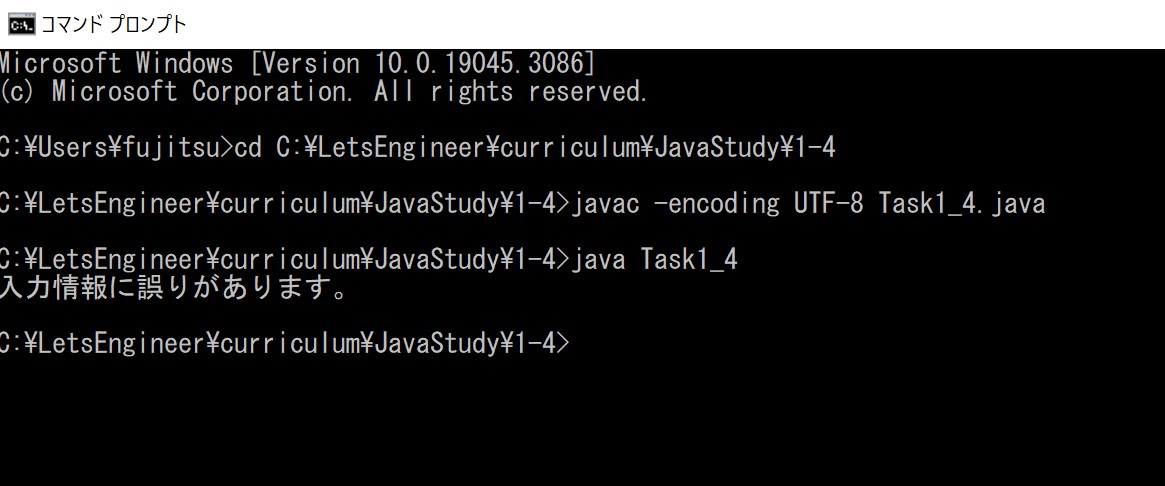 コマンド プロンプト
Microsoft Windows [Version 10.0.19045.3086]
(c) Microsoft Corporation. All rights reserved.
C:¥Users¥fujitsu>cd C:¥LetsEngineer¥curriculum¥JavaStudy¥1-4
C:¥LetsEngineer¥curriculum¥JavaStudy¥1-4>javac -encoding UTF-8 Task1_4.java
C:¥LetsEngineer¥curriculum¥JavaStudy¥1-4>java Task1_4
入力情報に誤りがあります。
C:¥LetsEngineer¥curriculum¥JavaStudy¥1-4>